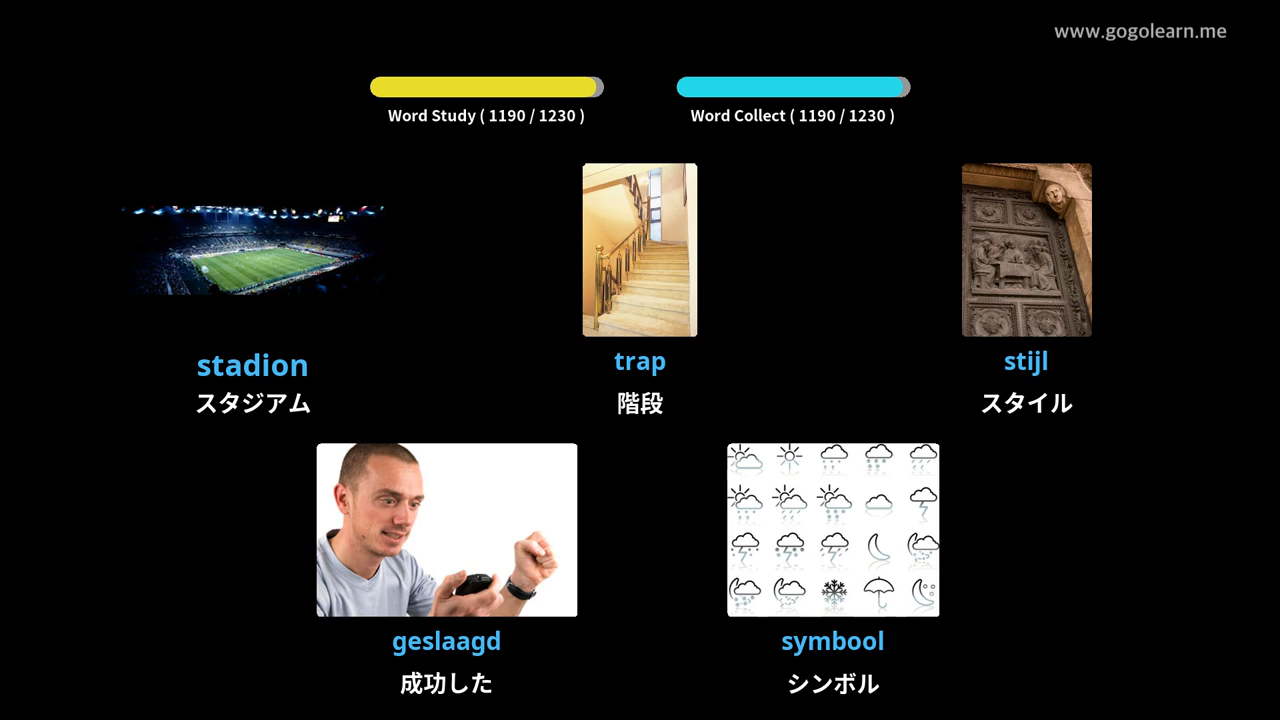 www.gogolearn.me
Word Study ( 1190 / 1230 )
Word Collect ( 1190 / 1230 )
stadion
スタジアム
trap
階段
stijl
スタイル
geslaagd
成功した
symbool
シンボル